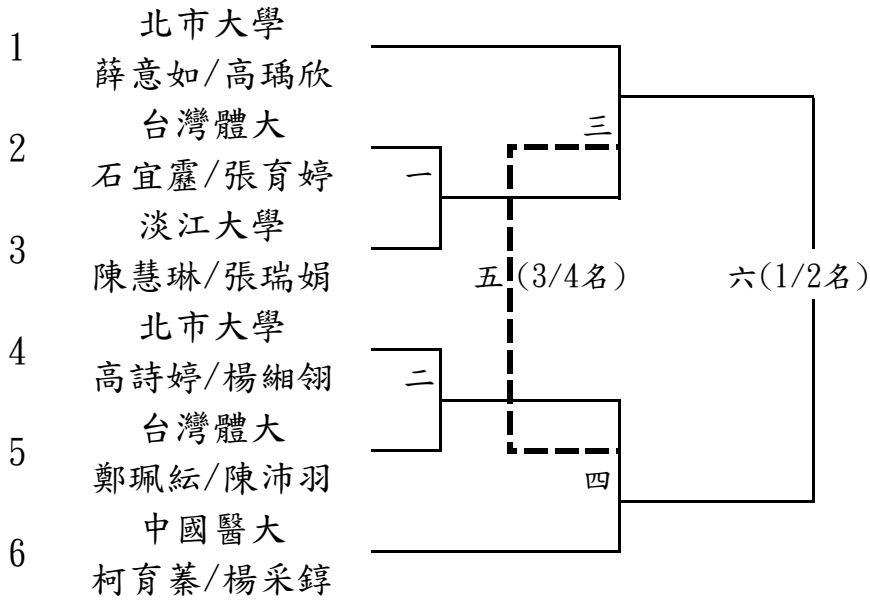 1
北市大學
薛意如/高瑀欣
三
2
台灣體大
石宜靂/張育婷
一
3
淡江大學
陳慧琳/張瑞娟
五(3/4名)
六(1/2名)
4
北市大學
高詩婷/楊緗翎
二
5
台灣體大
鄭珮紜/陳沛羽
四
6
中國醫大
柯育蓁/楊采錞